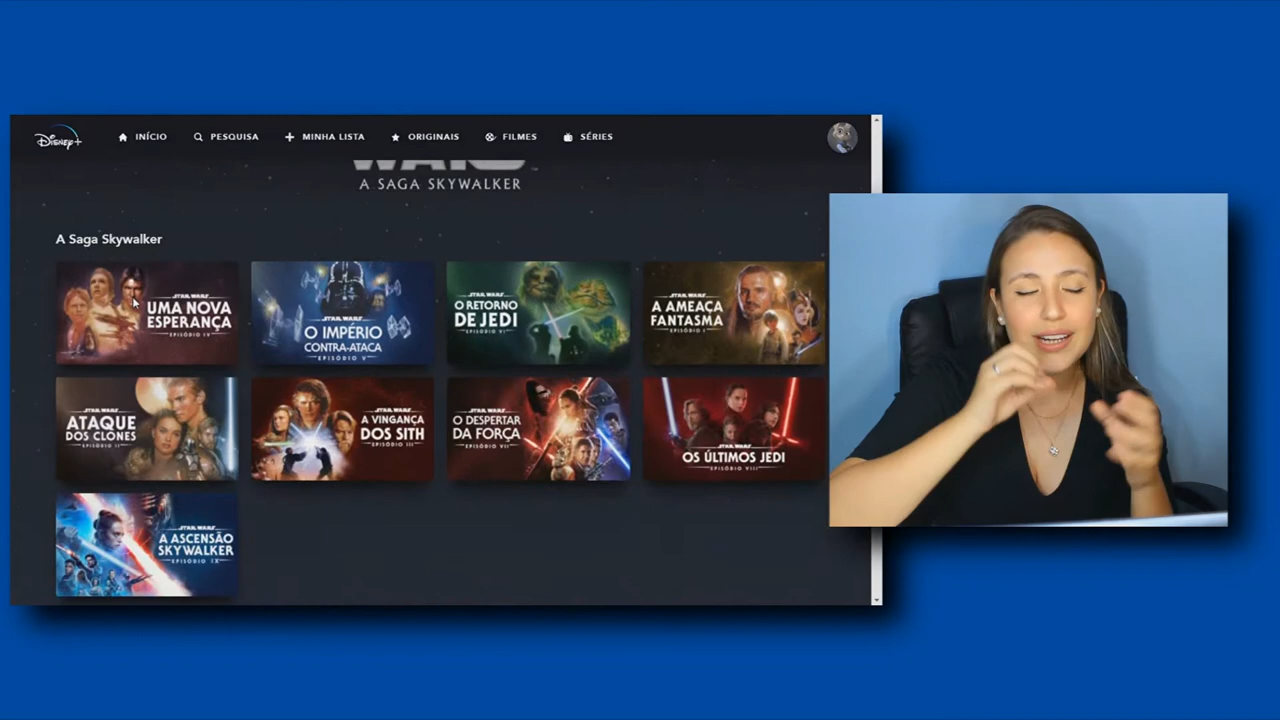 Disney+
INÍCIO
PESQUISA
MINHA LISTA
ORIGINAIS
FILMES
SÉRIES
WARS
A SAGA SKYWALKER
A Saga Skywalker
STAR WARS
UMA NOVA
ESPERANÇA
EPISÓDIO IV
STAR WARS
O IMPÉRIO
CONTRA-ATACA
EPISÓDIO V
STAR WARS
O RETORNO
DE JEDI
EPISÓDIO VI
STAR WARS
A AMEAÇA
FANTASMA
EPISÓDIO I
STAR WARS
ATAQUE
DOS CLONES
EPISÓDIO II
STAR WARS
A VINGANÇA
DOS SITH
EPISÓDIO III
STAR WARS
O DESPERTAR
DA FORÇA
EPISÓDIO VII
STAR WARS
OS ÚLTIMOS JEDI
EPISÓDIO VIII
STAR WARS
A ASCENSÃO
SKYWALKER
EPISÓDIO IX